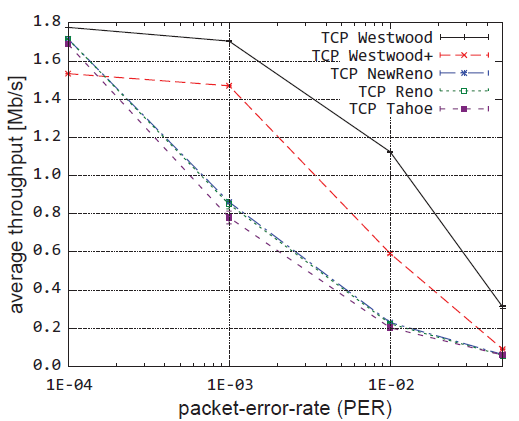 average throughput [Mb/s]
1.8
1.6
1.4
1.2
1.0
0.8
0.6
0.4
0.2
0.0
TCP Westwood
TCP Westwood+
TCP NewReno
TCP Reno
TCP Tahoe
1E-04 1E-03 1E-02
packet-error-rate (PER)